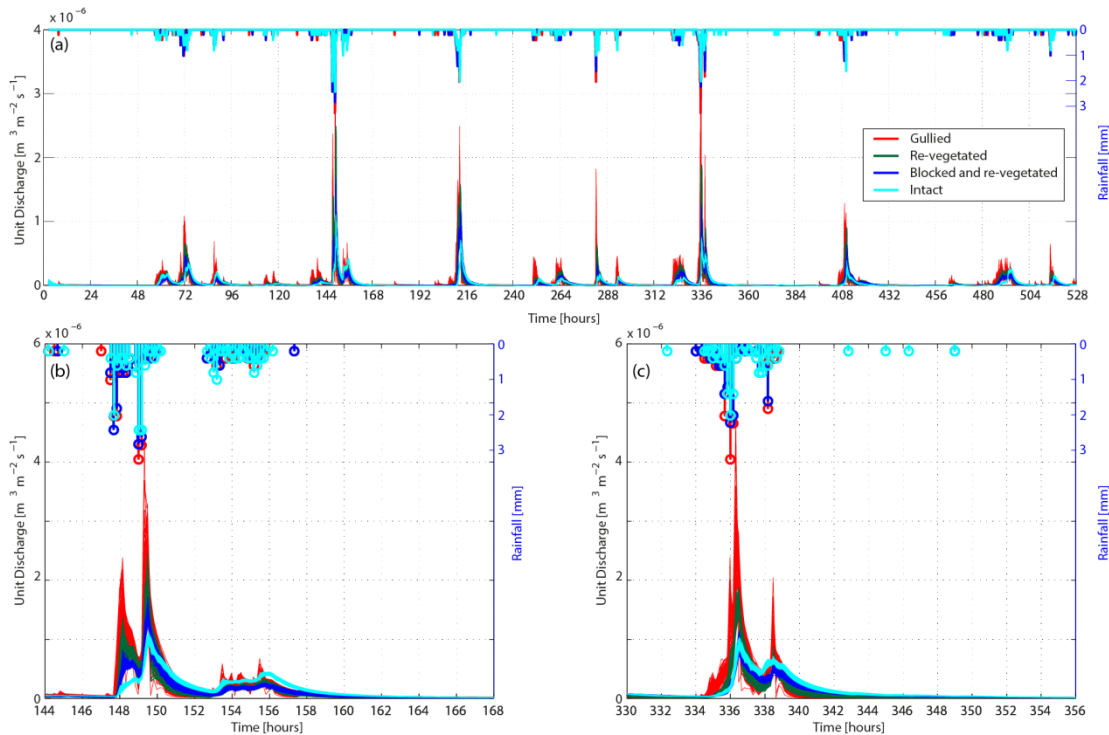 x 10 −6
(a)
4
3
2
1
0
Unit Discharge [m 3 m−2 s−1]
0
1
2
3
Rainfall [mm]
Gullied
Re-vegetated
Blocked and re-vegetated
Intact
0 24 48 72 96 120 144 168 192 216 240 264 288 312 336 360 384 408 432 456 480 504 528
Time [hours]
x 10 −6
(b)
6
4
2
0
Unit Discharge [m 3 m−2 s−1]
0
1
2
3
Rainfall [mm]
144 148 150 152 154 156 160 162 164 166 168
Time [hours]
x 10 −6
(c)
6
4
2
0
Unit Discharge [m 3 m−2 s−1]
0
1
2
3
Rainfall [mm]
330 332 334 336 338 340 342 344 346 348 350 352 354 356
Time [hours]